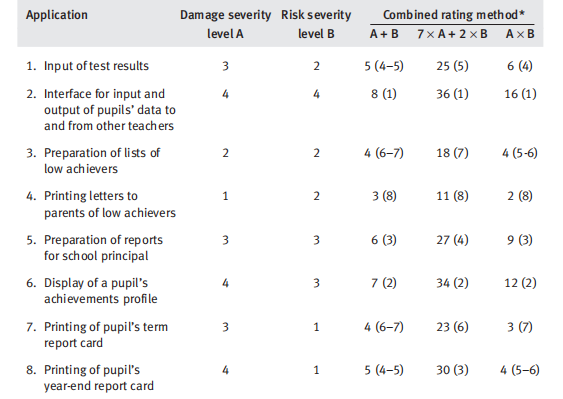 Application Damage severity Risk severity Combined rating method*
level A level B A + B 7 × A + 2 × B A × B
1. Input of test results 3 2 5 (4–5) 25 (5) 6 (4)
2. Interface for input and 4 4 8 (1) 36 (1) 16 (1)
output of pupils’ data to
and from other teachers
3. Preparation of lists of 2 2 4 (6–7) 18 (7) 4 (5-6)
low achievers
4. Printing letters to 1 2 3 (8) 11 (8) 2 (8)
parents of low achievers
5. Preparation of reports 3 3 6 (3) 27 (4) 9 (3)
for school principal
6. Display of a pupil’s 4 3 7 (2) 34 (2) 12 (2)
achievements profile
7. Printing of pupil’s term 3 1 4 (6–7) 23 (6) 3 (7)
report card
8. Printing of pupil’s 4 1 5 (4–5) 30 (3) 4 (5–6)
year-end report card